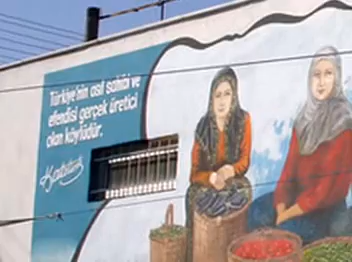 Türkiye'nin asıl sahibi ve
efendisi gerçek üretici
olan köylüdür.
K.Atatürk